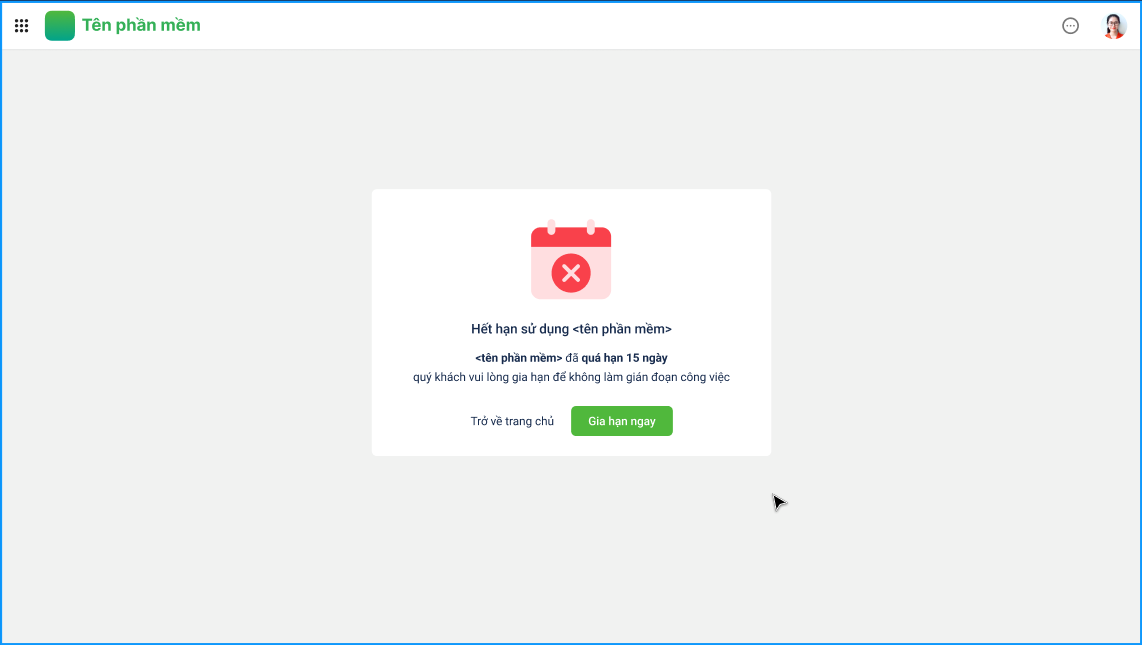 Tên phần mềm
Hết hạn sử dụng <tên phần mềm>
<tên phần mềm> đã quá hạn 15 ngày
quý khách vui lòng gia hạn để không làm gián đoạn công việc
Trở về trang chủ
Gia hạn ngay